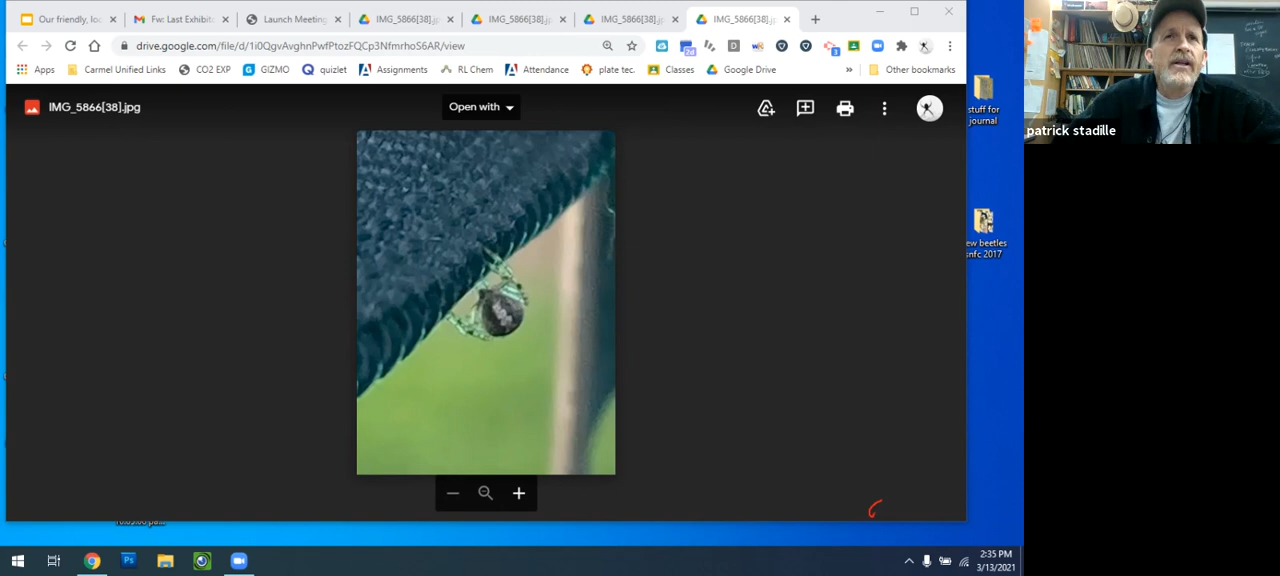 Our friendly, loc
Fw: Last Exhibit
Launch Meeting
IMG_5866[38].jp
IMG_5866[38].jp
IMG_5866[38].jp
IMG_5866[38].jp
drive.google.com/file/d/1i0QgvAvghnPwfPtozFQCp3NfmrhoS6AR/view
Apps
Carmel Unified Links
CO2 EXP
GIZMO
quizlet
Assignments
RL Chem
Attendance
plate tec.
Classes
Google Drive
»
Other bookmarks
IMG_5866[38].jpg
Open with
stuff for
journal
patrick stadille
ew beetles
snfc 2017
2:35 PM
3/13/2021